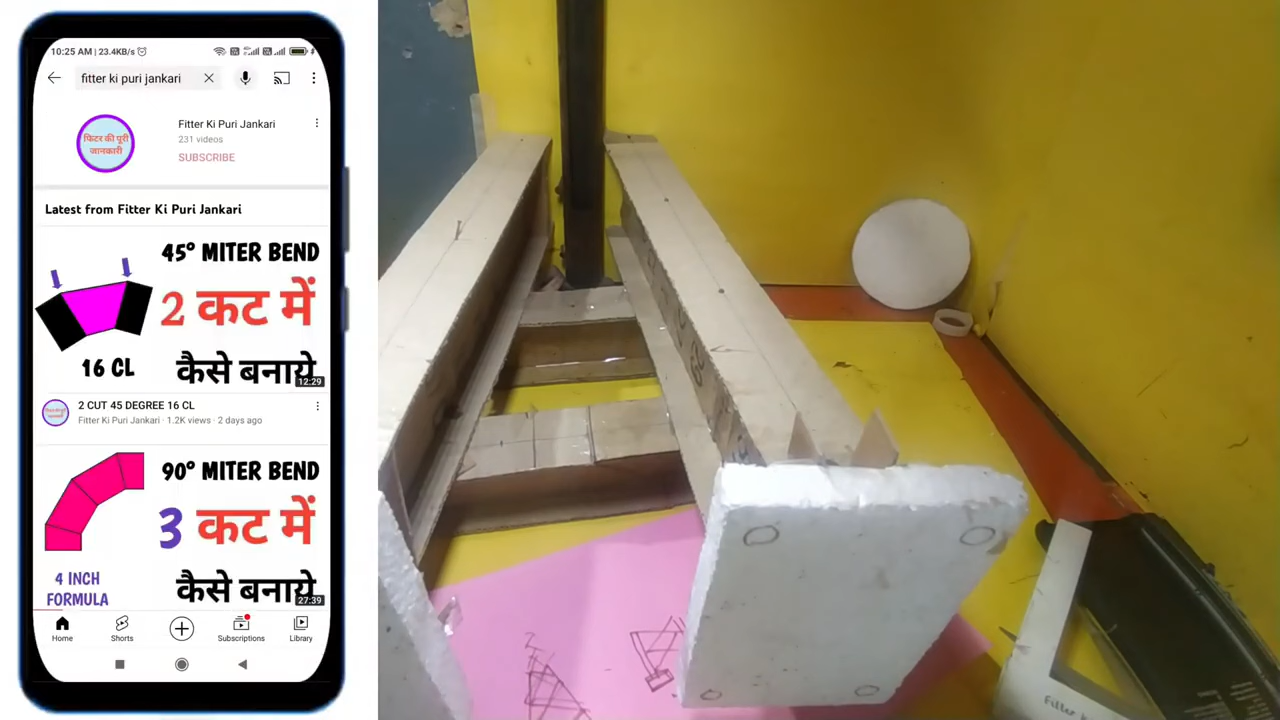 10:25 AM | 23.4KB/s
fitter ki puri jankari
फिटर की पूरी
जानकारी
Fitter Ki Puri Jankari
231 videos
SUBSCRIBE
Latest from Fitter Ki Puri Jankari
45° MITER BEND
2 कट में
16 CL
कैसे बनाये
12:29
2 CUT 45 DEGREE 16 CL
Fitter Ki Puri Jankari · 1.2K views · 2 days ago
90° MITER BEND
3 कट में
4 INCH
FORMULA
कैसे बनाये
27:39
Home
Shorts
Subscriptions
Library
Fitter